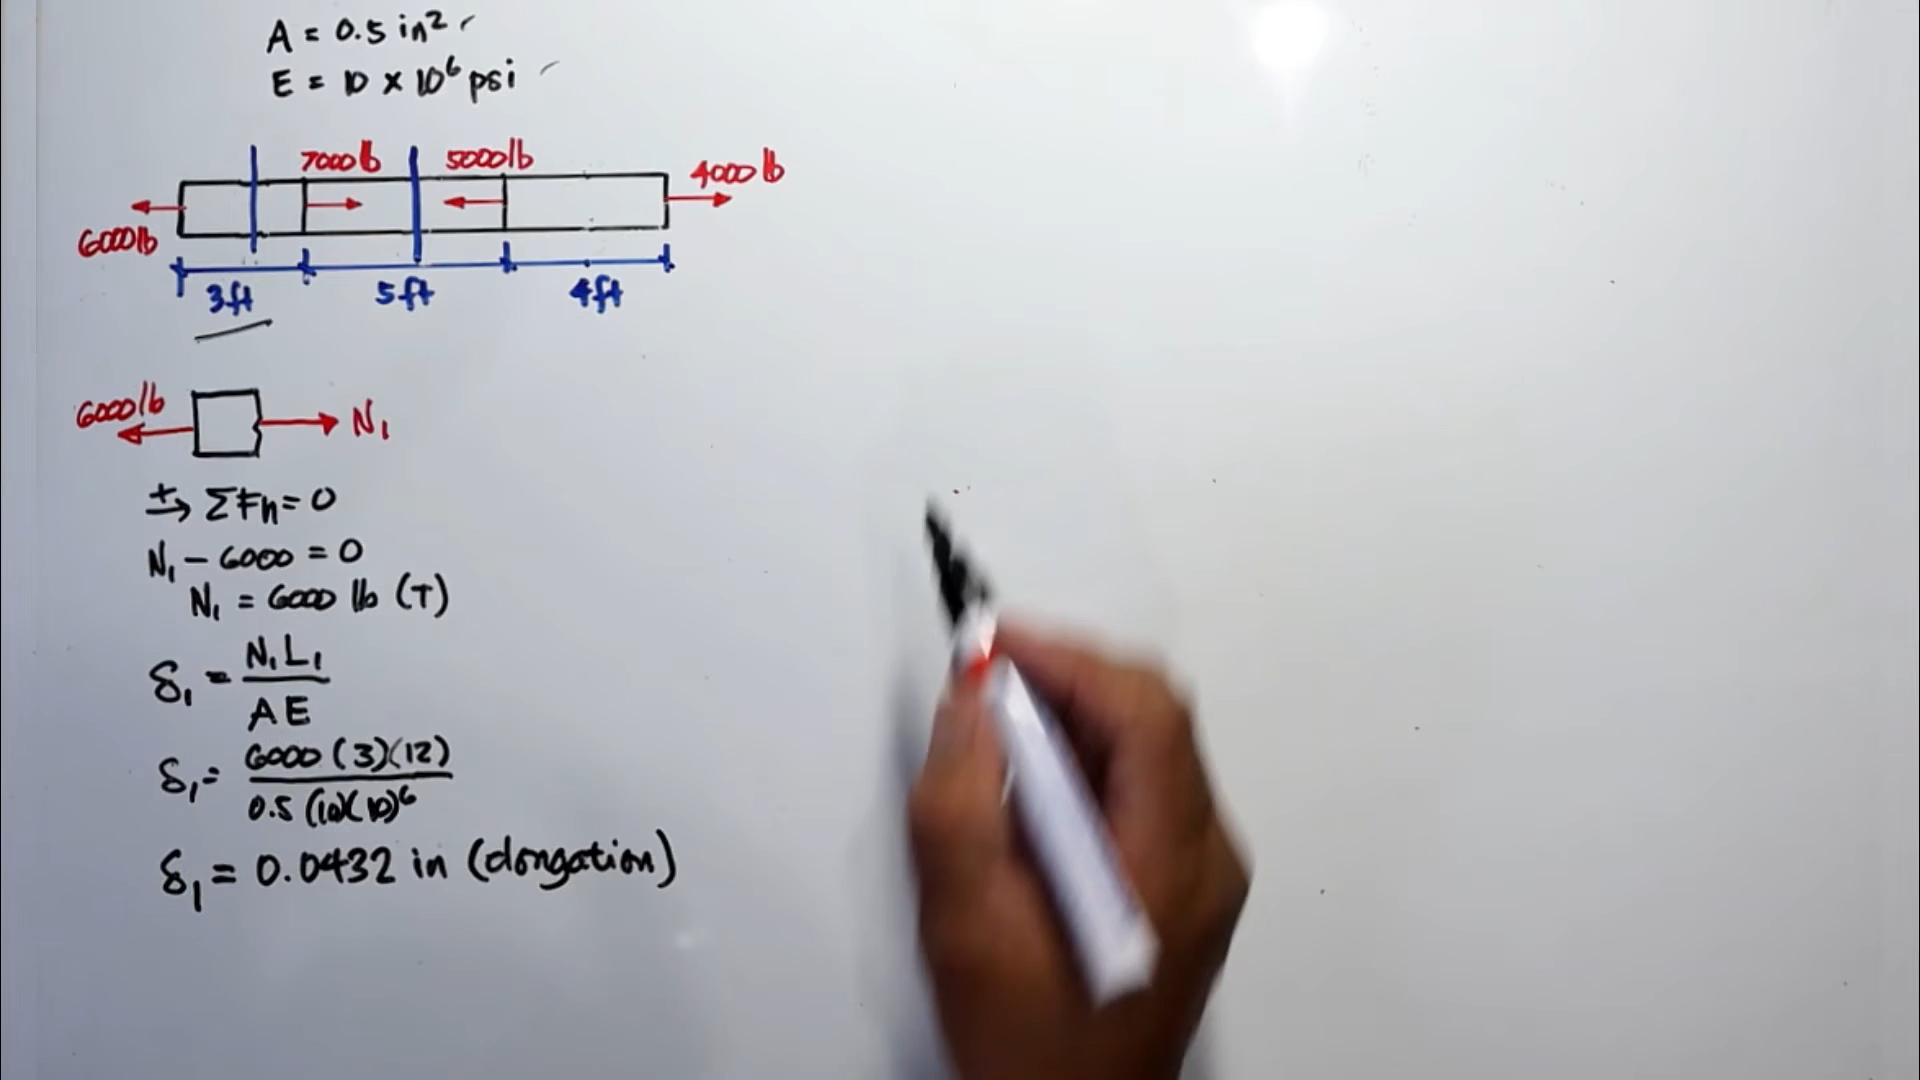 A = 0.5 in²
E = 10 × 10⁶ psi
7000 lb
5000 lb
4000 lb
6000 lb
3 ft
5 ft
4 ft
6000 lb
N₁
+→ ΣFh = 0
N₁ − 6000 = 0
N₁ = 6000 lb (T)
δ₁ = N₁L₁ / AE
δ₁ = 6000 (3)(12) / 0.5 (10)(10)⁶
δ₁ = 0.0432 in (elongation)